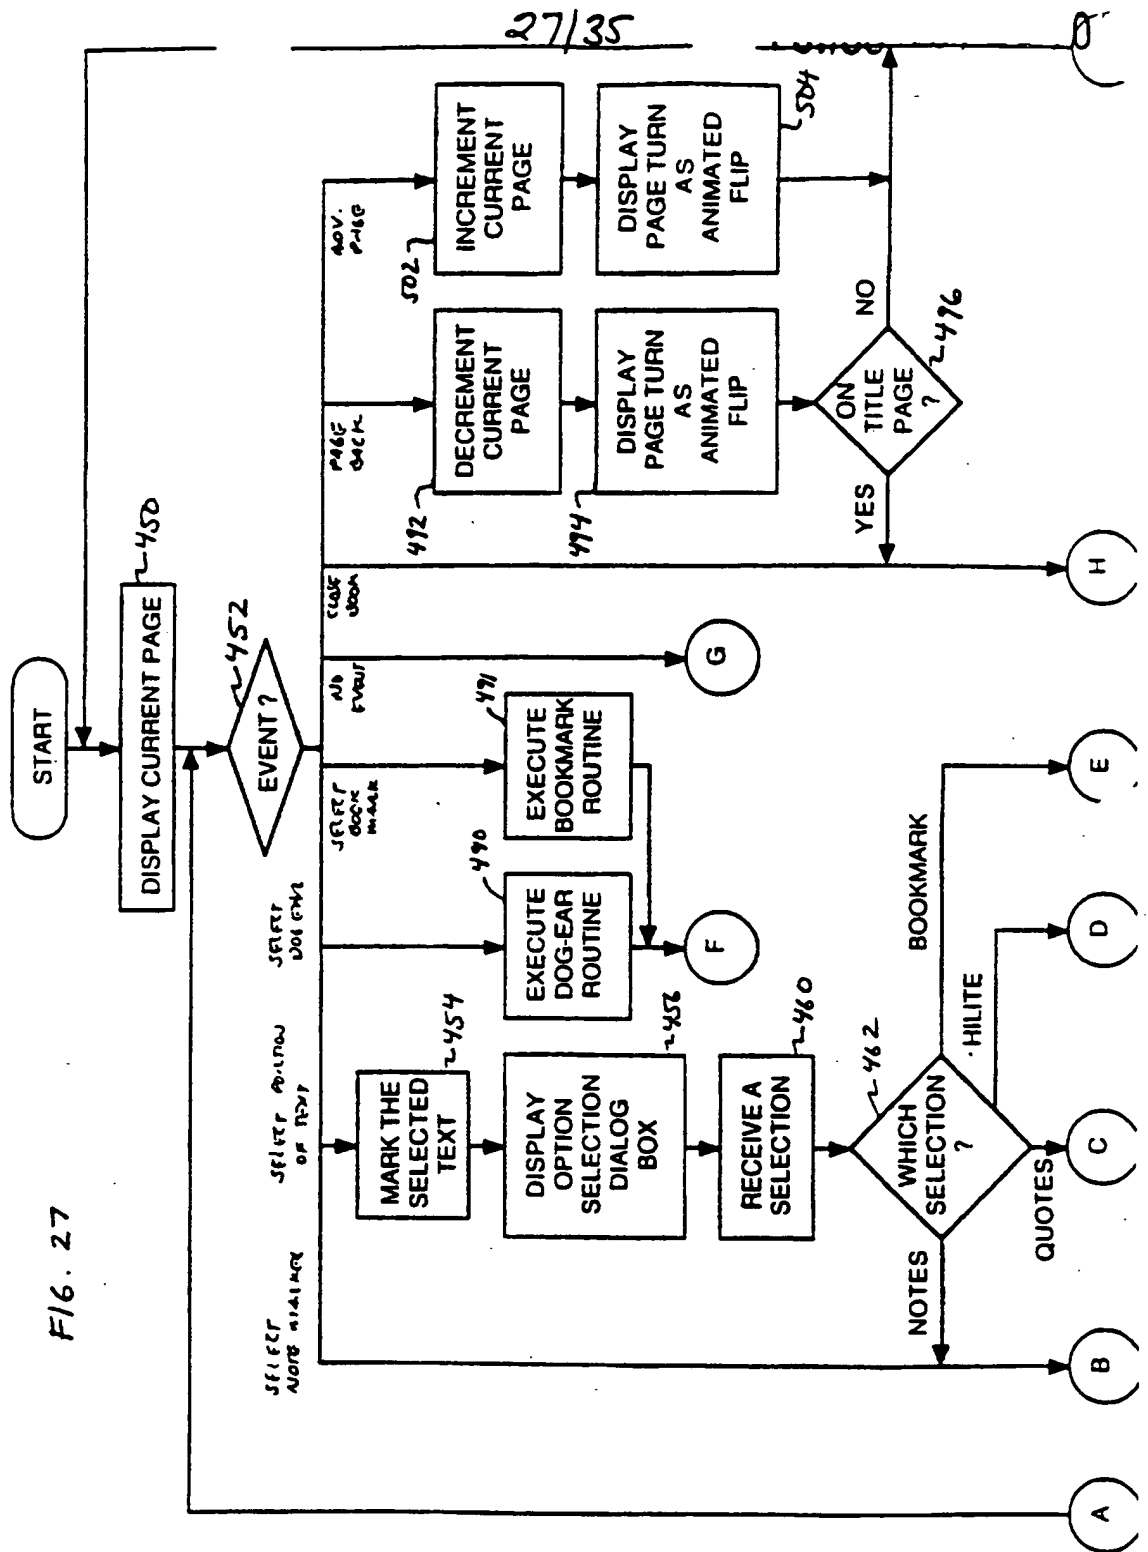 27/35
FIG. 27
START
DISPLAY CURRENT PAGE
450
EVENT?
452
SELECT
NOTE MARKER
SELECT PORTION
OF TEXT
SELECT
DOG EAR
SELECT
BOOK
MARK
NO
EVENT
CLOSE
BOOK
PAGE
BACK
ADV.
PAGE
MARK THE
SELECTED
TEXT
454
DISPLAY
OPTION
SELECTION
DIALOG
BOX
456
RECEIVE A
SELECTION
460
WHICH
SELECTION
?
462
NOTES
QUOTES
HILITE
BOOKMARK
EXECUTE
DOG-EAR
ROUTINE
490
EXECUTE
BOOKMARK
ROUTINE
491
DECREMENT
CURRENT
PAGE
492
DISPLAY
PAGE TURN
AS
ANIMATED
FLIP
494
ON
TITLE
PAGE
?
496
YES
NO
INCREMENT
CURRENT
PAGE
502
DISPLAY
PAGE TURN
AS
ANIMATED
FLIP
504
F
G
A
B
C
D
E
H